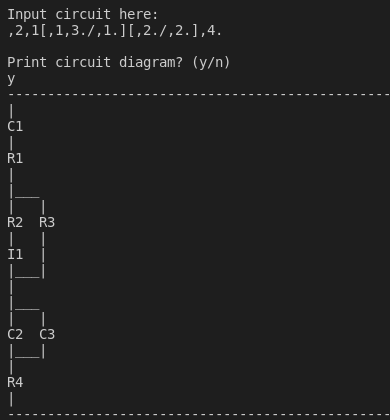 Input circuit here:
,2,1[,1,3./,1.][,2./,2.],4.

Print circuit diagram? (y/n)
y
------------------------------------------------
|
C1
|
R1
|
|___
|   |
R2  R3
|   |
I1  |
|___|
|
|___
|   |
C2  C3
|___|
|
R4
|
------------------------------------------------